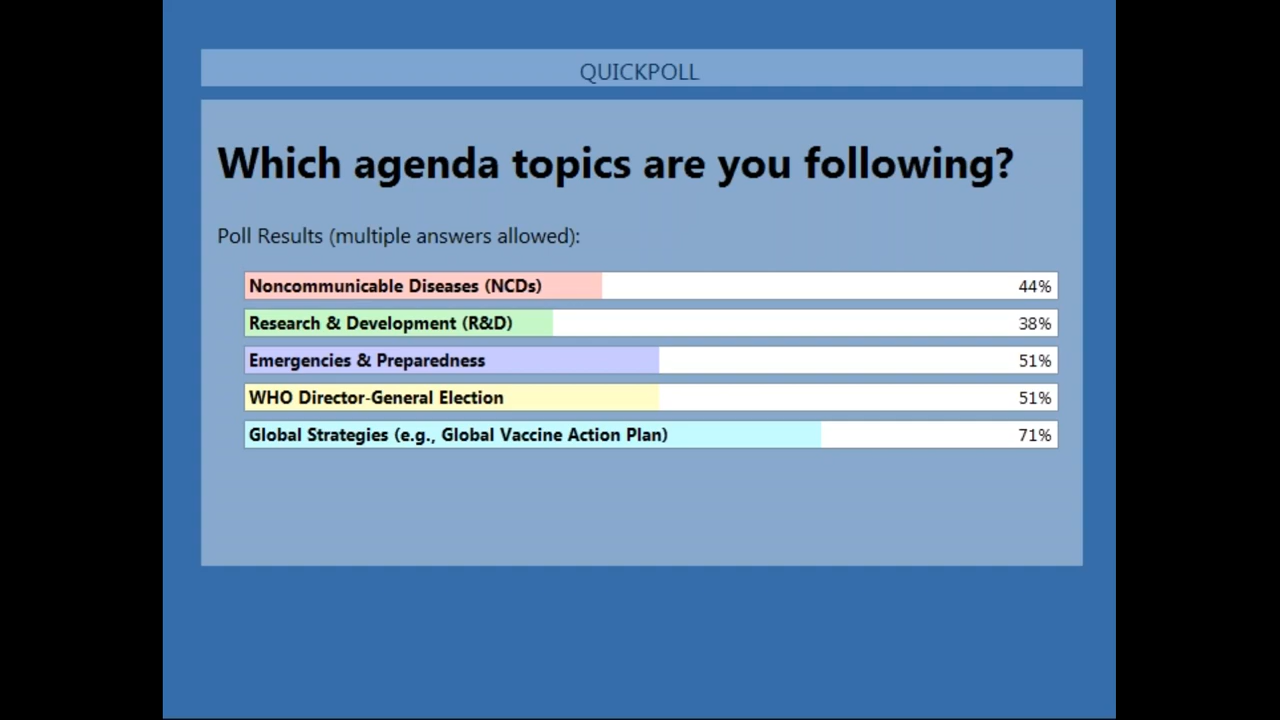 QUICKPOLL
Which agenda topics are you following?
Poll Results (multiple answers allowed):
Noncommunicable Diseases (NCDs) 44%
Research & Development (R&D) 38%
Emergencies & Preparedness 51%
WHO Director-General Election 51%
Global Strategies (e.g., Global Vaccine Action Plan) 71%